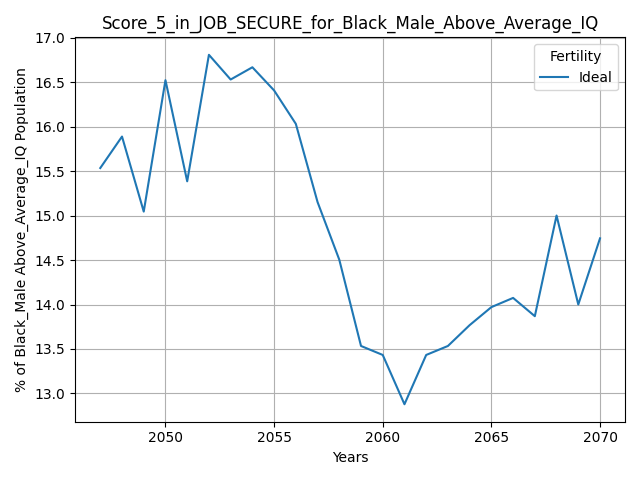 Score_5_in_JOB_SECURE_for_Black_Male_Above_Average_IQ
% of Black_Male Above_Average_IQ Population
17.0
16.5
16.0
15.5
15.0
14.5
14.0
13.5
13.0
Fertility
Ideal
2050 2055 2060 2065 2070
Years